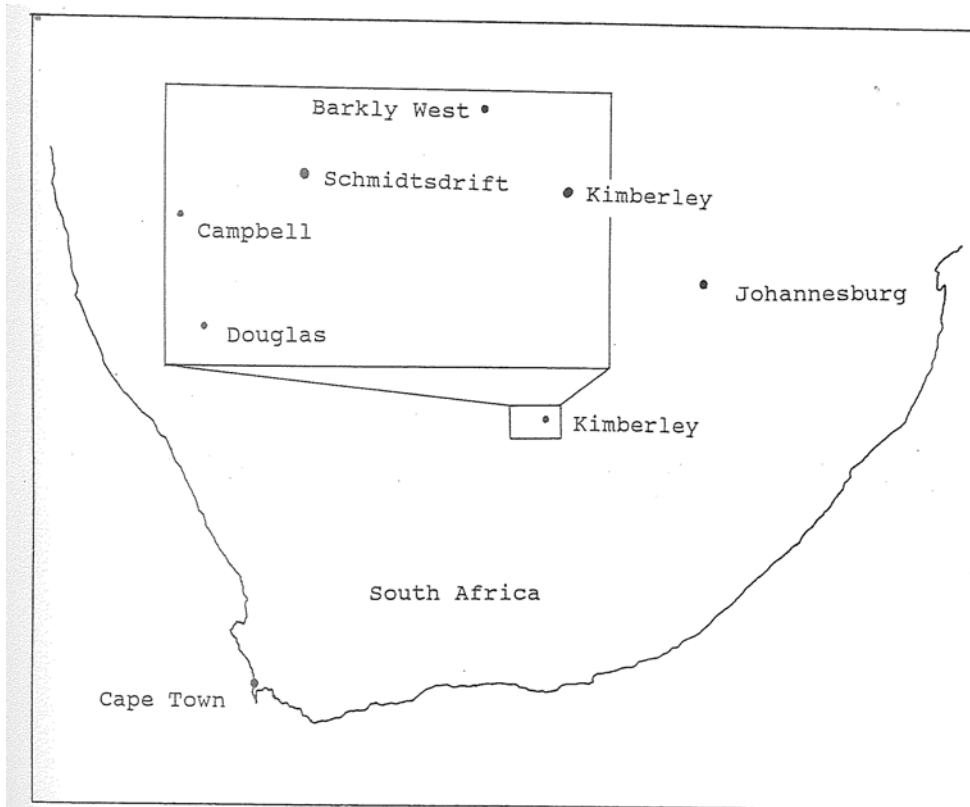 Barkly West
Schmidtsdrift
Kimberley
Campbell
Johannesburg
Douglas
Kimberley
South Africa
Cape Town